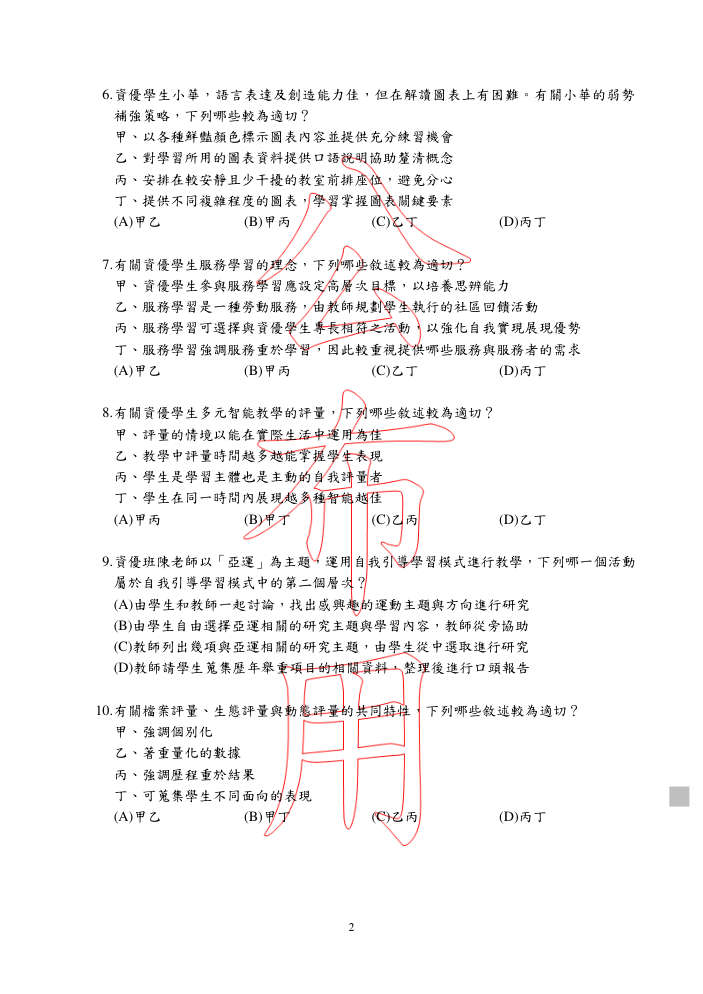 6.資優學生小華，語言表達及創造能力佳，但在解讀圖表上有困難。有關小華的弱勢
補強策略，下列哪些較為適切？
甲、以各種鮮豔顏色標示圖表內容並提供充分練習機會
乙、對學習所用的圖表資料提供口語說明協助釐清概念
丙、安排在較安靜且少干擾的教室前排座位，避免分心
丁、提供不同複雜程度的圖表，學習掌握圖表關鍵要素
(A)甲乙 (B)甲丙 (C)乙丁 (D)丙丁
7.有關資優學生服務學習的理念，下列哪些敘述較為適切？
甲、資優學生參與服務學習應設定高層次目標，以培養思辨能力
乙、服務學習是一種勞動服務，由教師規劃學生執行的社區回饋活動
丙、服務學習可選擇與資優學生專長相符之活動，以強化自我實現展現優勢
丁、服務學習強調服務重於學習，因此較重視提供哪些服務與服務者的需求
(A)甲乙 (B)甲丙 (C)乙丁 (D)丙丁
8.有關資優學生多元智能教學的評量，下列哪些敘述較為適切？
甲、評量的情境以能在實際生活中運用為佳
乙、教學中評量時間越多越能掌握學生表現
丙、學生是學習主體也是主動的自我評量者
丁、學生在同一時間內展現越多種智能越佳
(A)甲丙 (B)甲丁 (C)乙丙 (D)乙丁
9.資優班陳老師以「亞運」為主題，運用自我引導學習模式進行教學，下列哪一個活動
屬於自我引導學習模式中的第二個層次？
(A)由學生和教師一起討論，找出感興趣的運動主題與方向進行研究
(B)由學生自由選擇亞運相關的研究主題與學習內容，教師從旁協助
(C)教師列出幾項與亞運相關的研究主題，由學生從中選取進行研究
(D)教師請學生蒐集歷年舉重項目的相關資料，整理後進行口頭報告
10.有關檔案評量、生態評量與動態評量的共同特性，下列哪些敘述較為適切？
甲、強調個別化
乙、著重量化的數據
丙、強調歷程重於結果
丁、可蒐集學生不同面向的表現
(A)甲乙 (B)甲丁 (C)乙丙 (D)丙丁
公布用
2